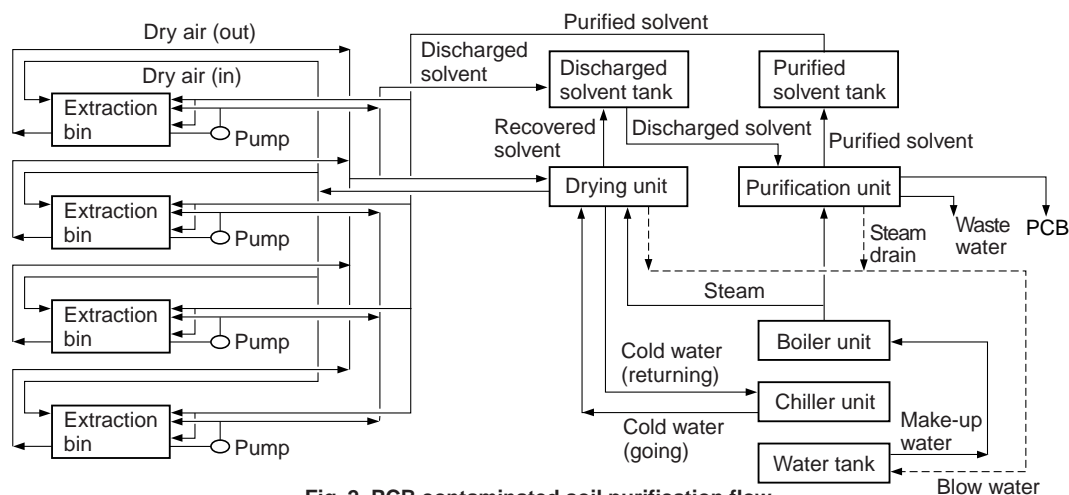 Purified solvent
Dry air (out)
Discharged
solvent
Dry air (in)
Discharged
solvent tank
Purified
solvent tank
Extraction
bin
Pump
Recovered
solvent
Discharged solvent
Purified solvent
Drying unit
Purification unit
Extraction
bin
Pump
Steam
drain
Waste
water
PCB
Steam
Extraction
bin
Pump
Boiler unit
Cold water
(returning)
Chiller unit
Extraction
bin
Pump
Cold water
(going)
Make-up
water
Water tank
Blow water
Fig. 2 PCB contaminated soil purification flow